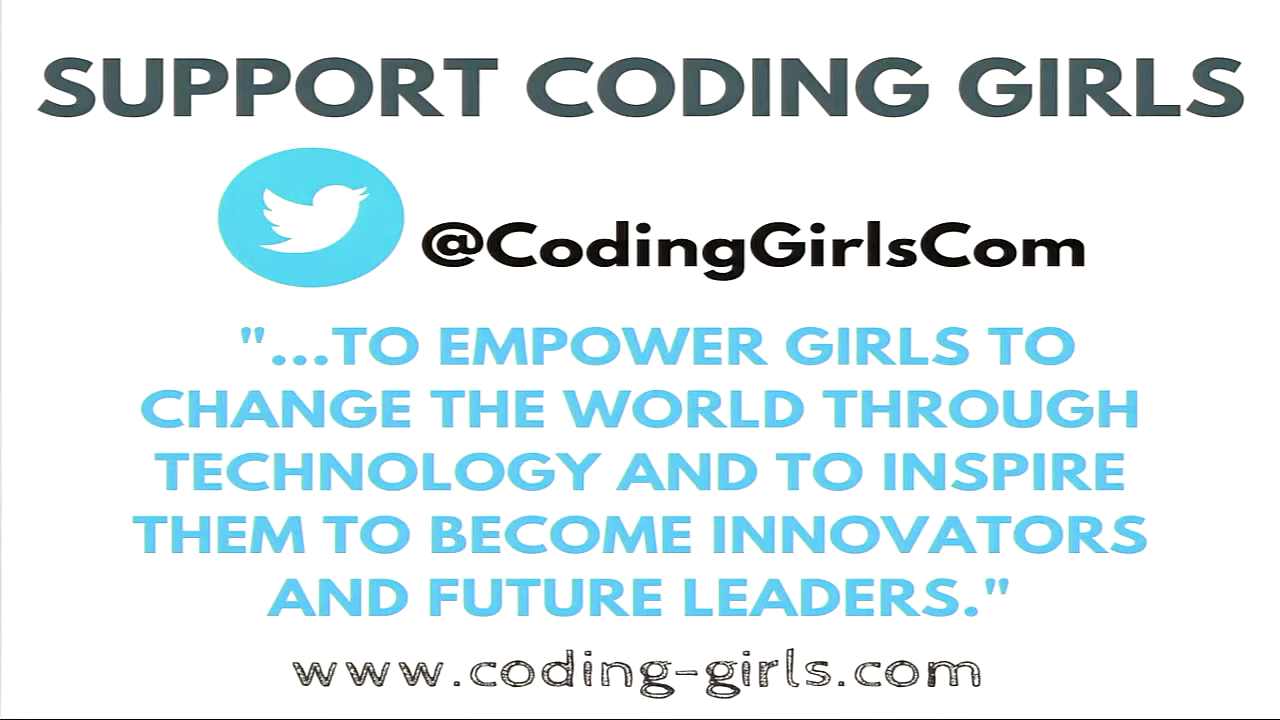 SUPPORT CODING GIRLS
@CodingGirlsCom
"...TO EMPOWER GIRLS TO
CHANGE THE WORLD THROUGH
TECHNOLOGY AND TO INSPIRE
THEM TO BECOME INNOVATORS
AND FUTURE LEADERS."
www.coding-girls.com